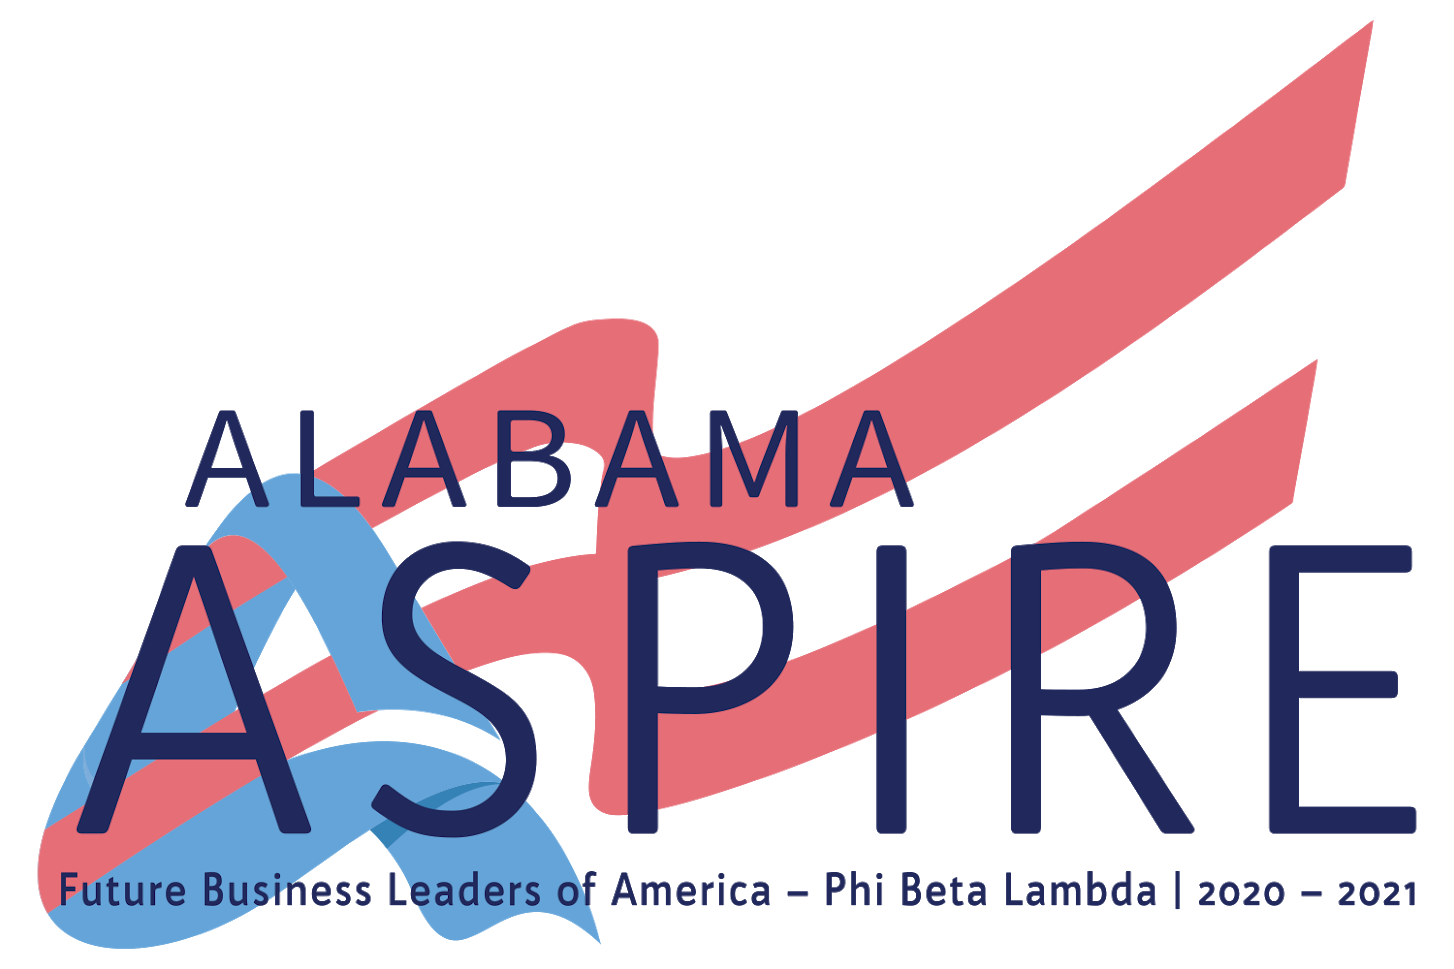 ALABAMA
ASPIRE
Future Business Leaders of America – Phi Beta Lambda | 2020 – 2021